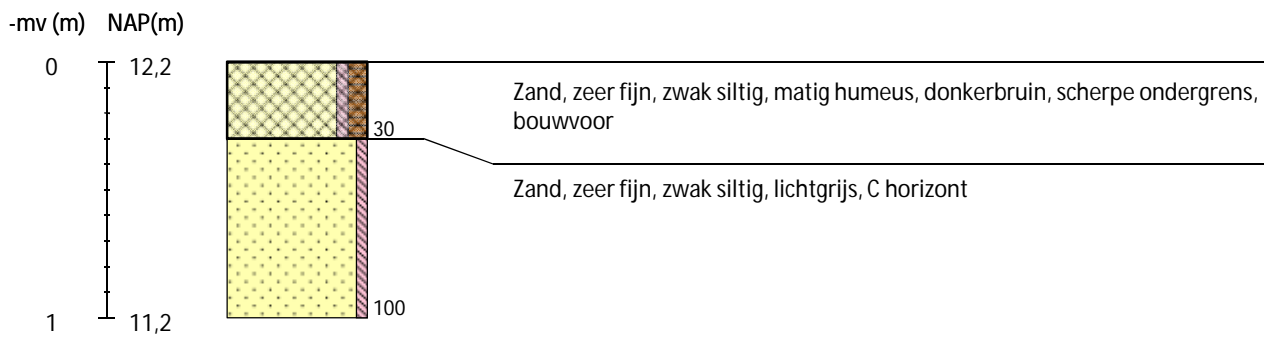 -mv (m) NAP(m)
0 12,2
Zand, zeer fijn, zwak siltig, matig humeus, donkerbruin, scherpe ondergrens,
bouwvoor
30
Zand, zeer fijn, zwak siltig, lichtgrijs, C horizont
100
1 11,2